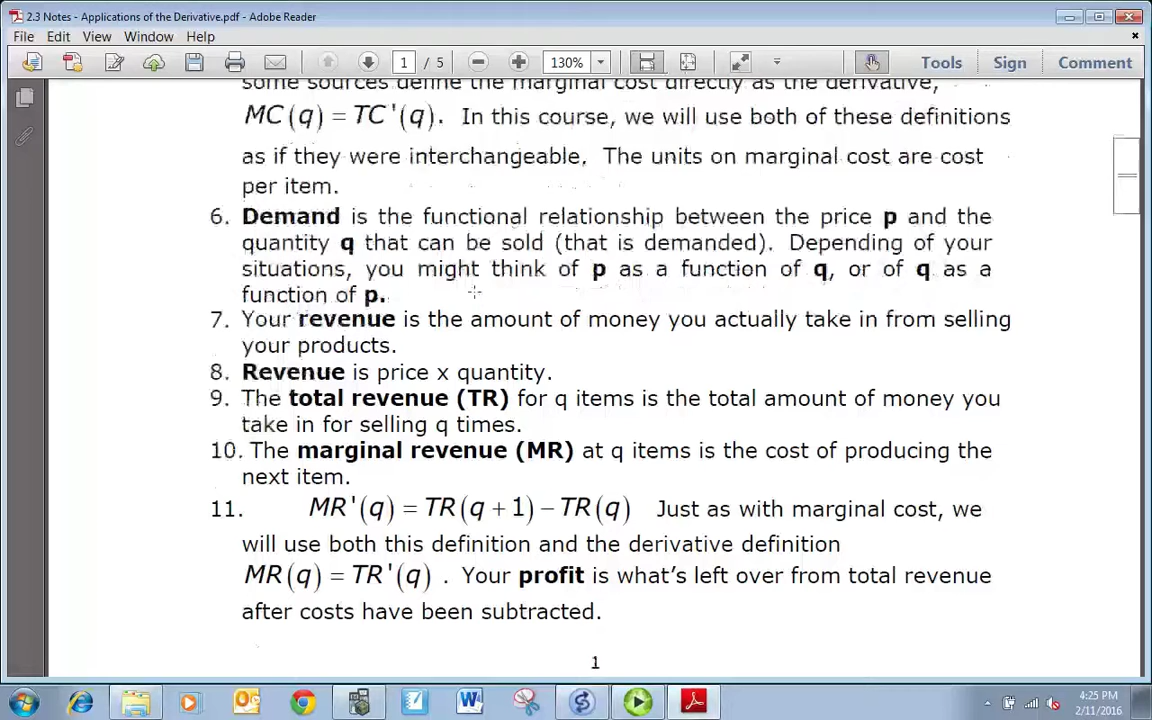 2.3 Notes - Applications of the Derivative.pdf - Adobe Reader
File Edit View Window Help
1 / 5 130% Tools Sign Comment
some sources define the marginal cost directly as the derivative,
MC(q) = TC'(q). In this course, we will use both of these definitions
as if they were interchangeable. The units on marginal cost are cost
per item.
6. Demand is the functional relationship between the price p and the
quantity q that can be sold (that is demanded). Depending of your
situations, you might think of p as a function of q, or of q as a
function of p.
7. Your revenue is the amount of money you actually take in from selling
your products.
8. Revenue is price x quantity.
9. The total revenue (TR) for q items is the total amount of money you
take in for selling q times.
10. The marginal revenue (MR) at q items is the cost of producing the
next item.
11. MR'(q) = TR(q + 1) − TR(q) Just as with marginal cost, we
will use both this definition and the derivative definition
MR(q) = TR'(q) . Your profit is what's left over from total revenue
after costs have been subtracted.
1
4:25 PM
2/11/2016